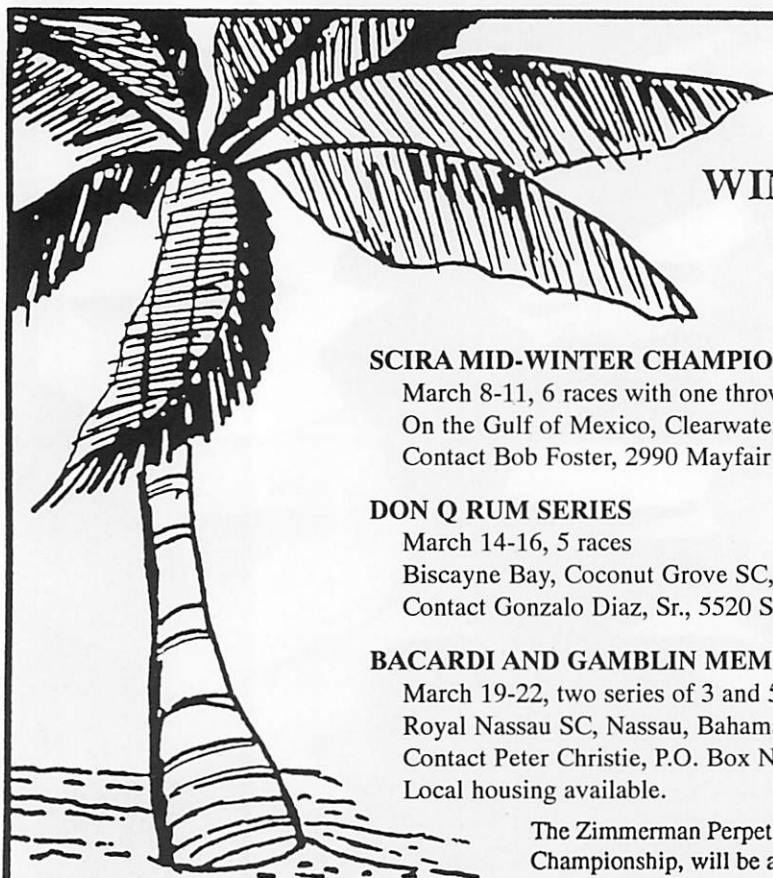 WIN
SCIRA MID-WINTER CHAMPIO
March 8-11, 6 races with one throw
On the Gulf of Mexico, Clearwate
Contact Bob Foster, 2990 Mayfair
DON Q RUM SERIES
March 14-16, 5 races
Biscayne Bay, Coconut Grove SC,
Contact Gonzalo Diaz, Sr., 5520 S
BACARDI AND GAMBLIN MEM
March 19-22, two series of 3 and 5
Royal Nassau SC, Nassau, Baham
Contact Peter Christie, P.O. Box N
Local housing available.
The Zimmerman Perpet
Championship, will be a